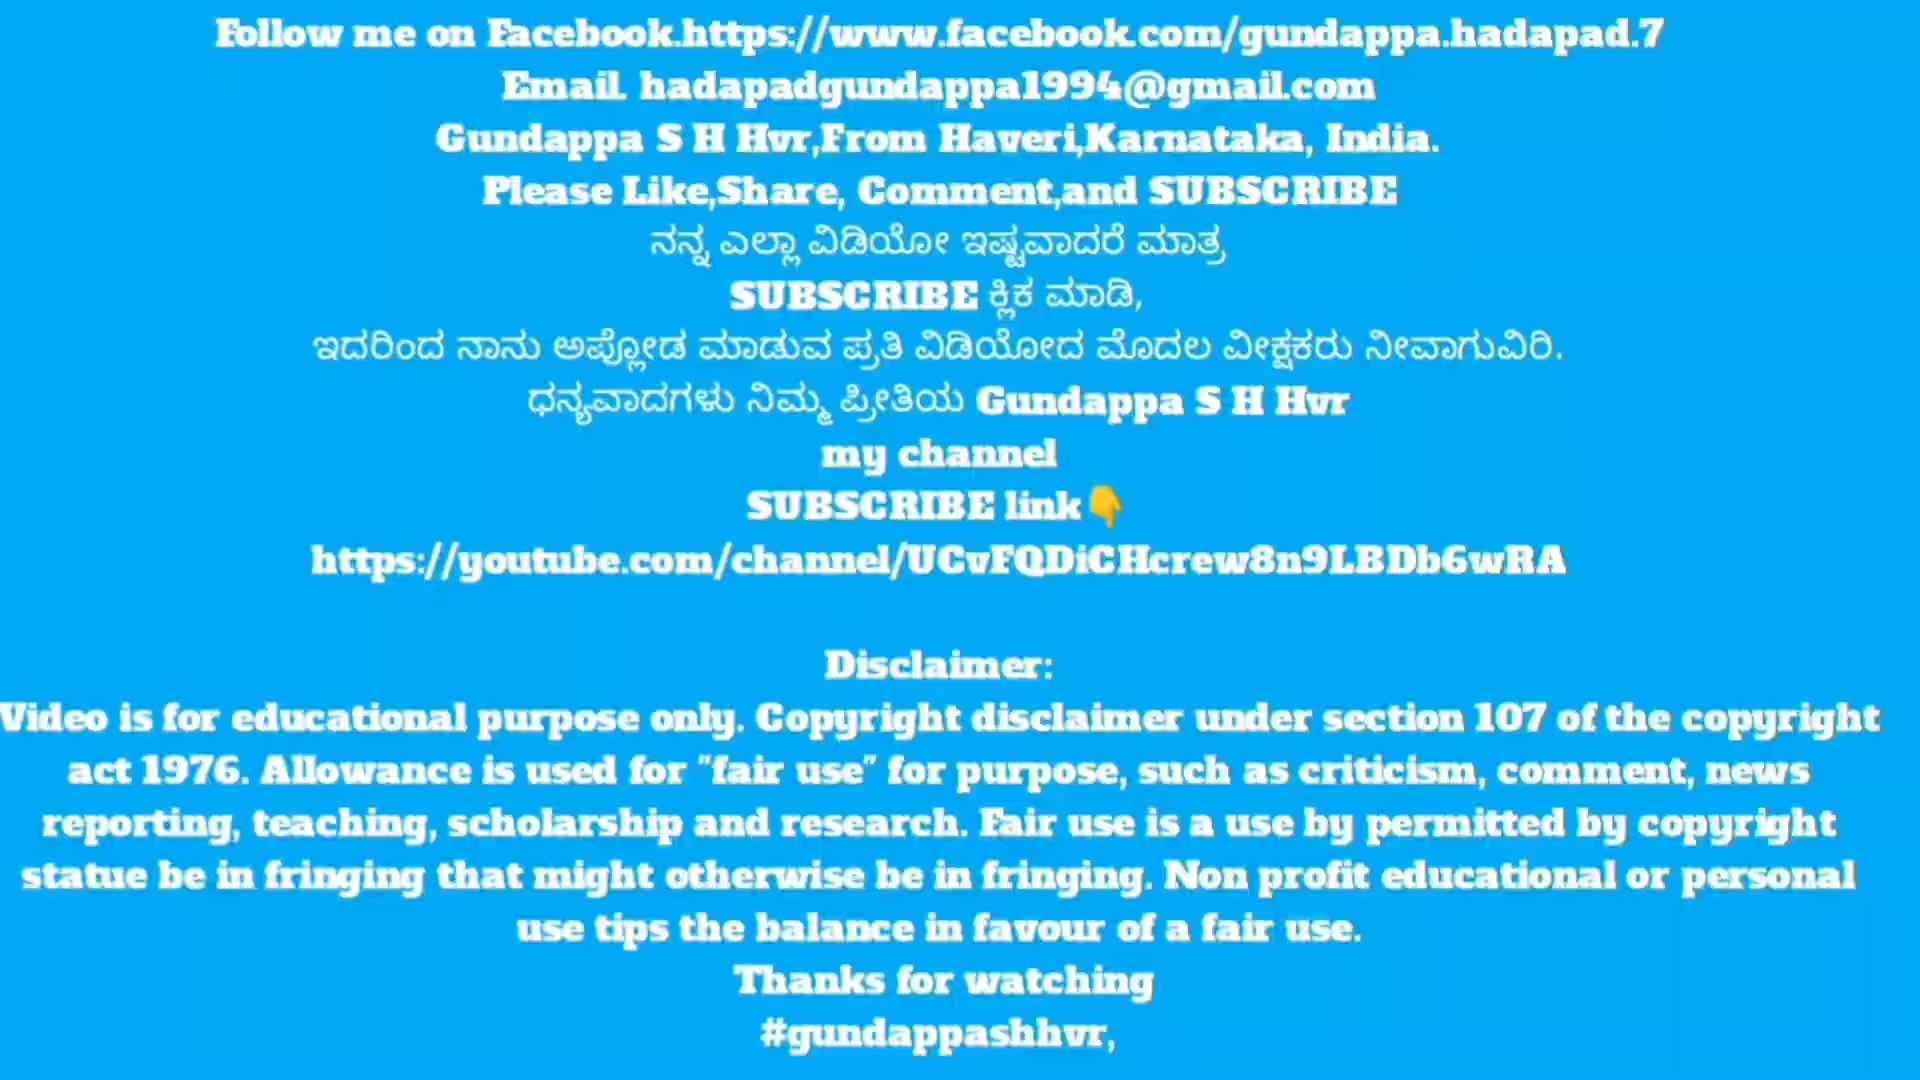 Follow me on Facebook.https://www.facebook.com/gundappa.hadapad.7
Email. hadapadgundappa1994@gmail.com
Gundappa S H Hvr,From Haveri,Karnataka, India.
Please Like,Share, Comment,and SUBSCRIBE
ನನ್ನ ಎಲ್ಲಾ ವಿಡಿಯೋ ಇಷ್ಟವಾದರೆ ಮಾತ್ರ
SUBSCRIBE ಕ್ಲಿಕ ಮಾಡಿ,
ಇದರಿಂದ ನಾನು ಅಪ್ಲೋಡ ಮಾಡುವ ಪ್ರತಿ ವಿಡಿಯೋದ ಮೊದಲ ವೀಕ್ಷಕರು ನೀವಾಗುವಿರಿ.
ಧನ್ಯವಾದಗಳು ನಿಮ್ಮ ಪ್ರೀತಿಯ Gundappa S H Hvr
my channel
SUBSCRIBE link👇
https://youtube.com/channel/UCvFQDiCHcrew8n9LBDb6wRA
Disclaimer:
Video is for educational purpose only. Copyright disclaimer under section 107 of the copyright
act 1976. Allowance is used for "fair use" for purpose, such as criticism, comment, news
reporting, teaching, scholarship and research. Fair use is a use by permitted by copyright
statue be in fringing that might otherwise be in fringing. Non profit educational or personal
use tips the balance in favour of a fair use.
Thanks for watching
#gundappashhvr,